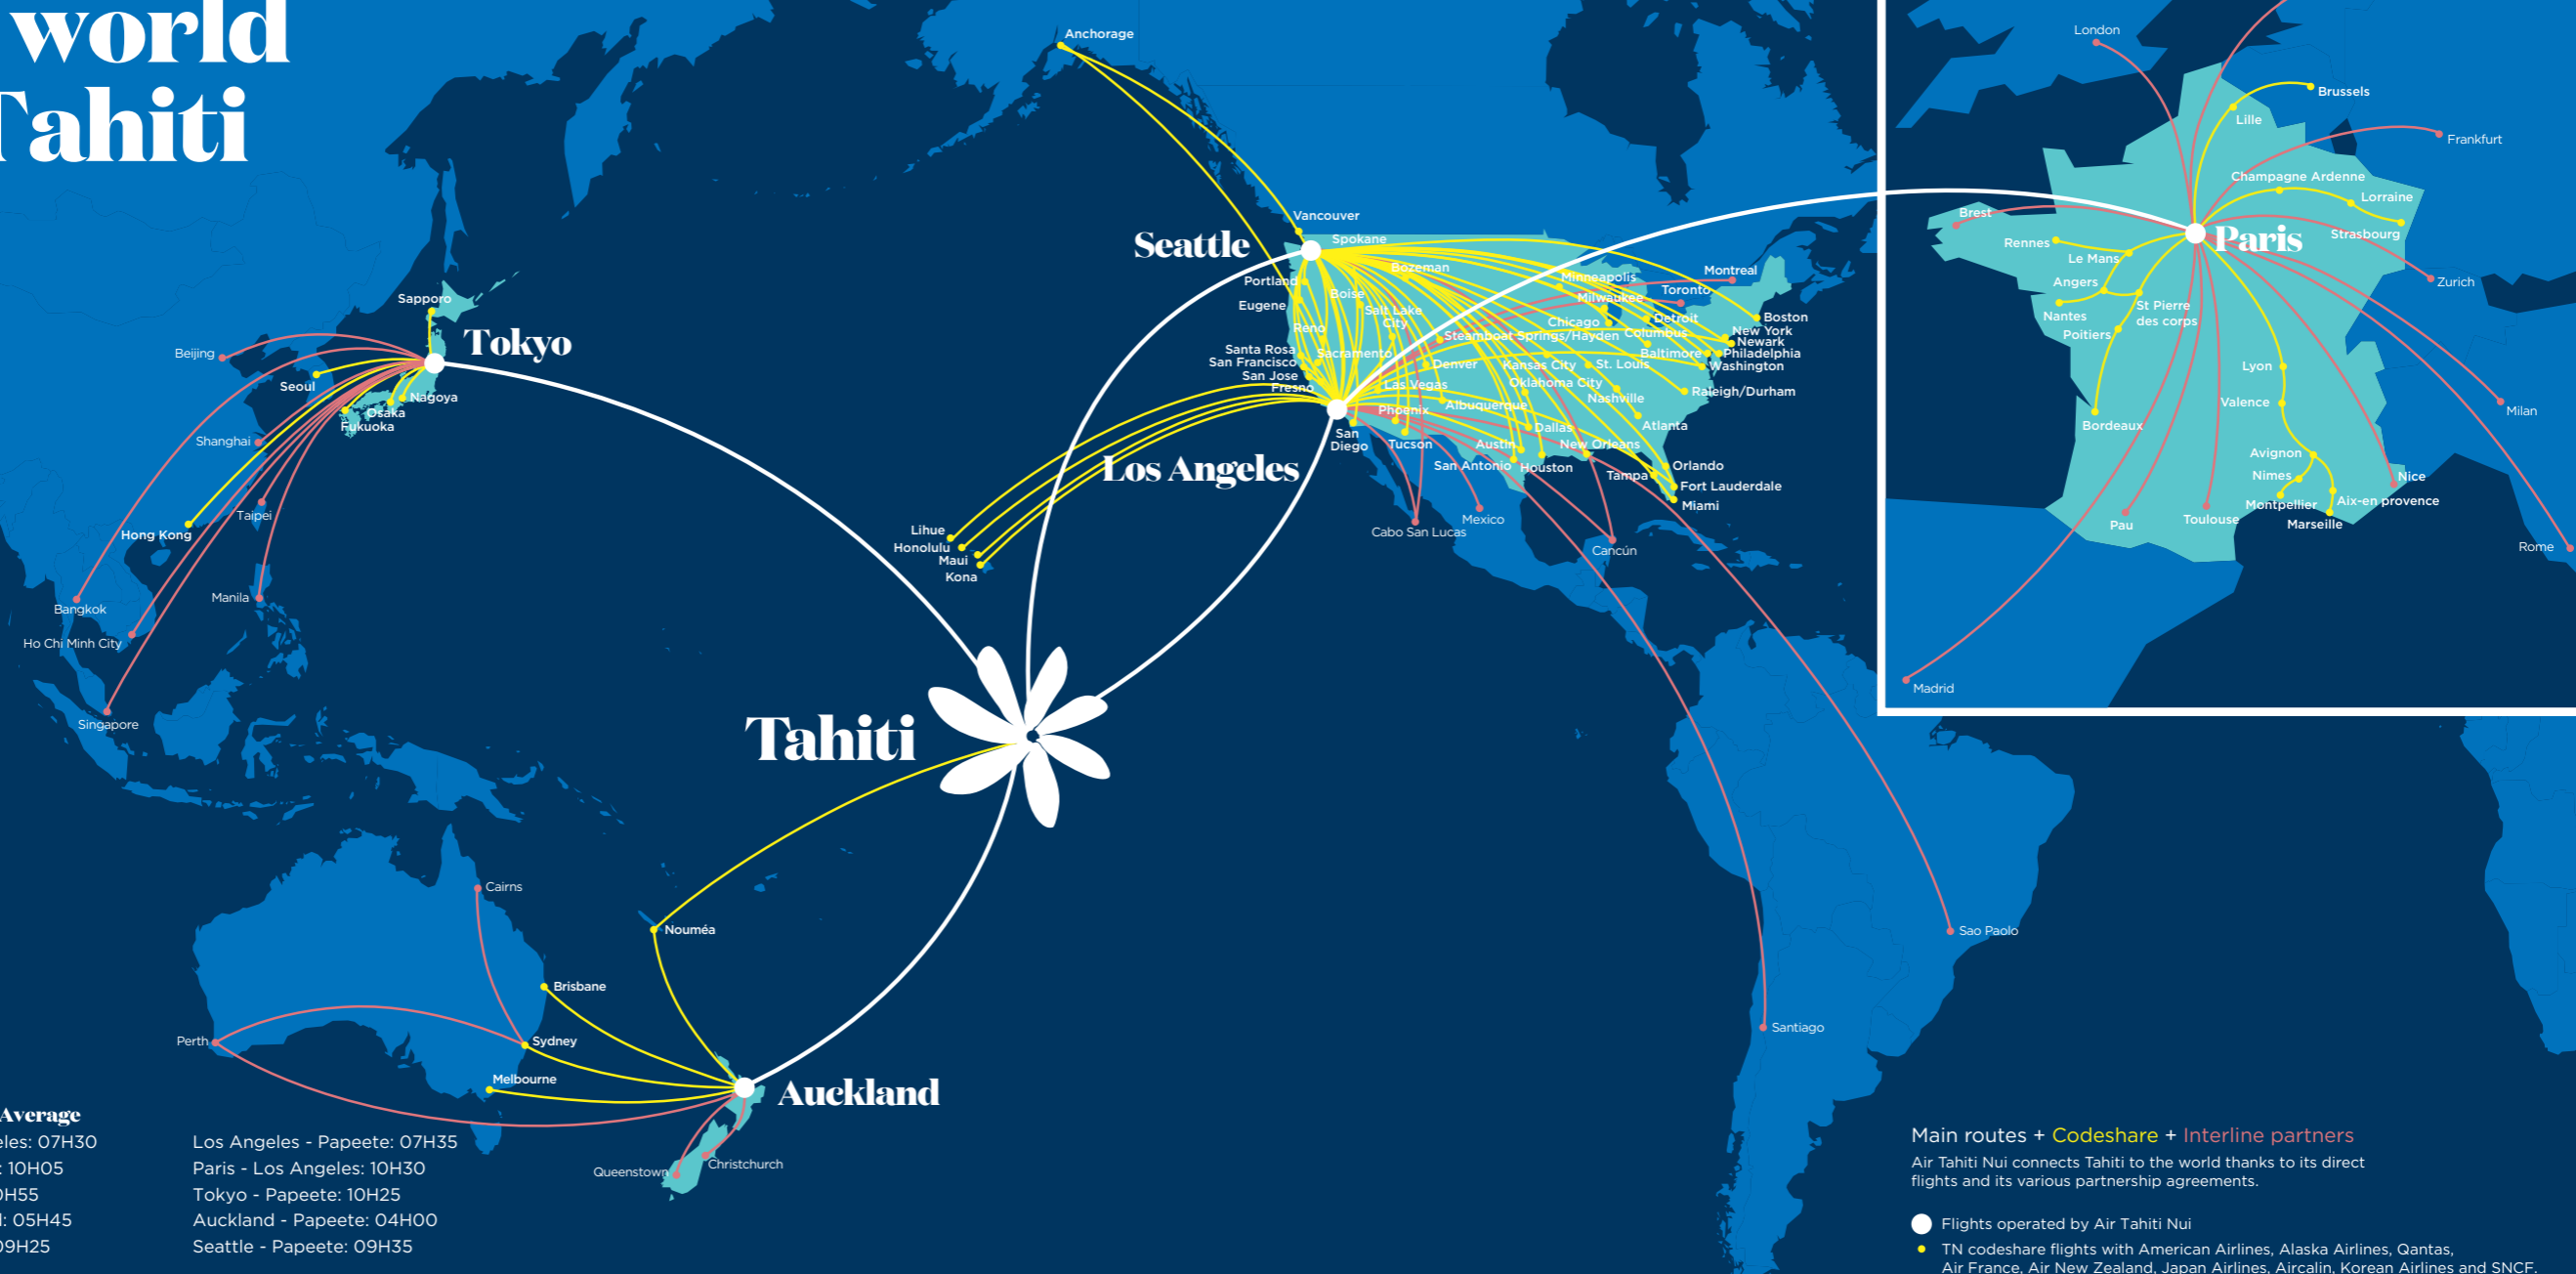 world
Tahiti
Anchorage
Vancouver
Seattle
Spokane
Bozeman
Portland
Boise
Eugene
Salt Lake
City
Reno
Minneapolis
Milwaukee
Montreal
Toronto
Chicago
Detroit
Boston
Steamboat Springs/Hayden
Columbus
New York
Newark
Santa Rosa
Sacramento
San Francisco
San Jose
Fresno
Denver
Kansas City
St. Louis
Baltimore
Philadelphia
Washington
Las Vegas
Oklahoma City
Nashville
Raleigh/Durham
Phoenix
Albuquerque
Atlanta
San
Diego
Tucson
Dallas
Austin
New Orleans
San Antonio
Houston
Tampa
Orlando
Fort Lauderdale
Miami
Los Angeles
Lihue
Honolulu
Maui
Kona
Cabo San Lucas
Mexico
Cancún
Sao Paolo
Santiago
Sapporo
Tokyo
Beijing
Seoul
Nagoya
Osaka
Fukuoka
Shanghai
Taipei
Hong Kong
Manila
Bangkok
Ho Chi Minh City
Singapore
Tahiti
Cairns
Nouméa
Brisbane
Perth
Sydney
Melbourne
Auckland
Queenstown
Christchurch
London
Brussels
Lille
Frankfurt
Champagne Ardenne
Lorraine
Strasbourg
Brest
Paris
Rennes
Le Mans
Angers
Zurich
Nantes
St Pierre
des corps
Poitiers
Lyon
Valence
Milan
Bordeaux
Avignon
Nimes
Nice
Montpellier
Aix-en provence
Marseille
Pau
Toulouse
Rome
Madrid
Average
eles: 07H30
: 10H05
0H55
d: 05H45
09H25
Los Angeles - Papeete: 07H35
Paris - Los Angeles: 10H30
Tokyo - Papeete: 10H25
Auckland - Papeete: 04H00
Seattle - Papeete: 09H35
Main routes + Codeshare + Interline partners
Air Tahiti Nui connects Tahiti to the world thanks to its direct
flights and its various partnership agreements.
Flights operated by Air Tahiti Nui
TN codeshare flights with American Airlines, Alaska Airlines, Qantas,
Air France, Air New Zealand, Japan Airlines, Aircalin, Korean Airlines and SNCF.